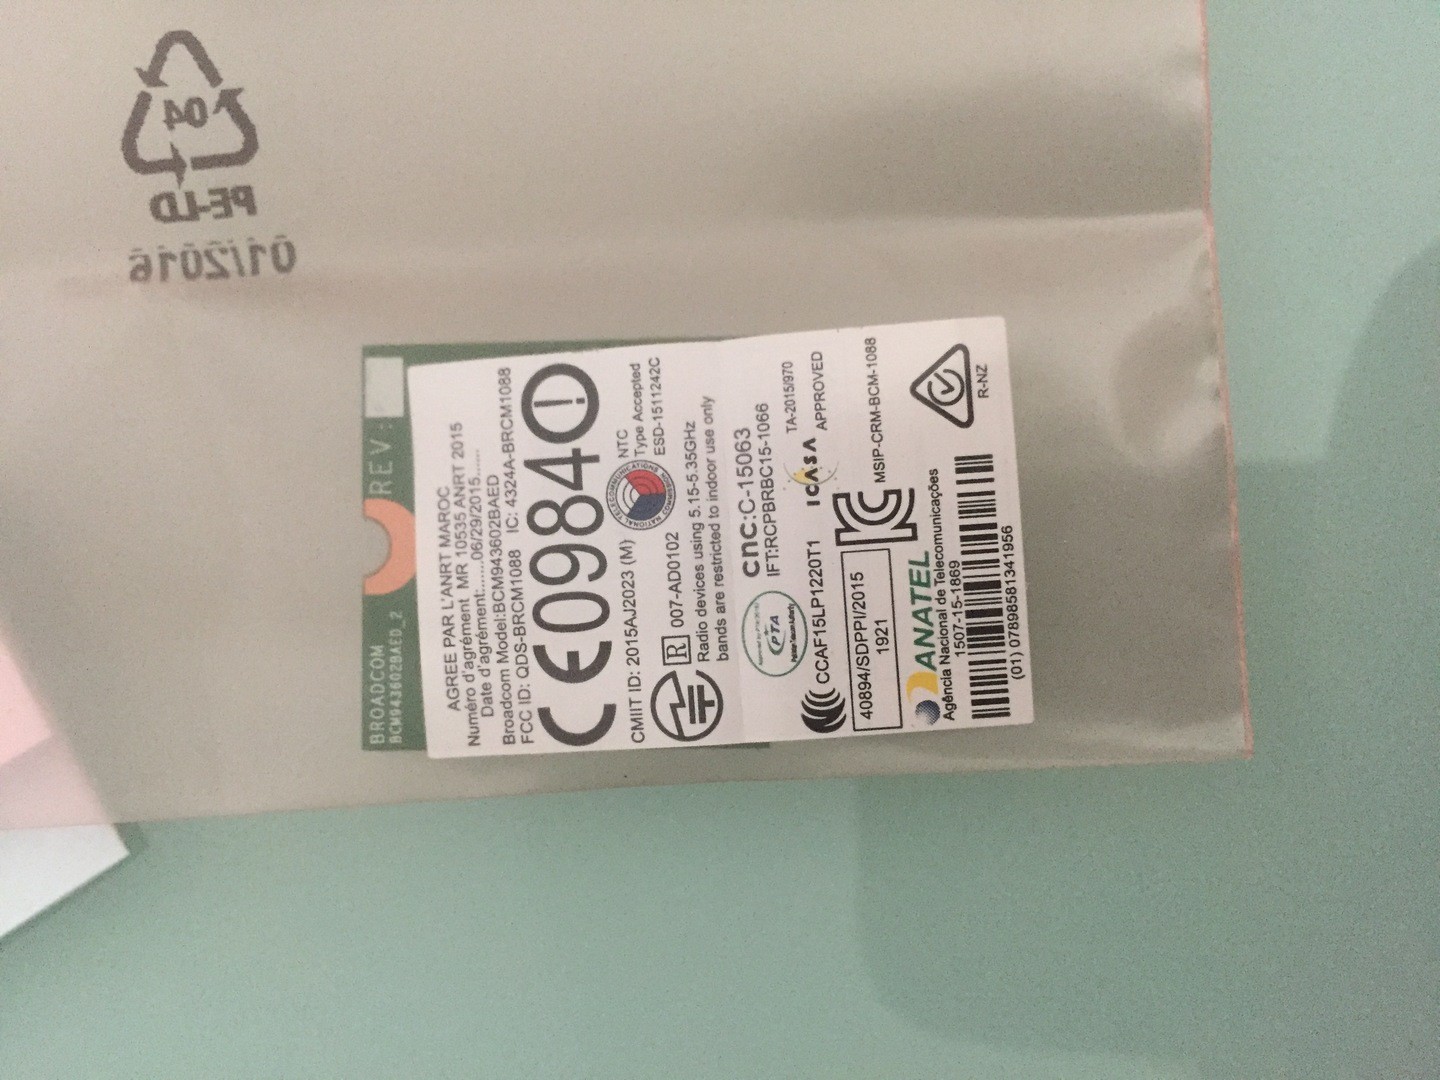 04
PE-LD
01/2016
BROADCOM
BCM943602BAED_2
REV:
AGREE PAR L'ANRT MAROC
Numéro d'agrément MR 10535 ANRT 2015
Date d'agrément:......06/29/2015......
Broadcom Model:BCM943602BAED
FCC ID: QDS-BRCM1088 IC: 4324A-BRCM1088
CE0984
NTC
Type Accepted
ESD-1511242C
CMIIT ID: 2015AJ2023 (M)
R 007-AD0102
Radio devices using 5.15-5.35GHz
bands are restricted to indoor use only
PTA
cnc:C-15063
IFT:RCPBRBC15-1066
CCAF15LP1220T1
ICASA
TA-2015/970
APPROVED
40894/SDPPI/2015
1921
MSIP-CRM-BCM-1088
ANATEL
Agência Nacional de Telecomunicações
1507-15-1869
(01) 07898581341956
R-NZ